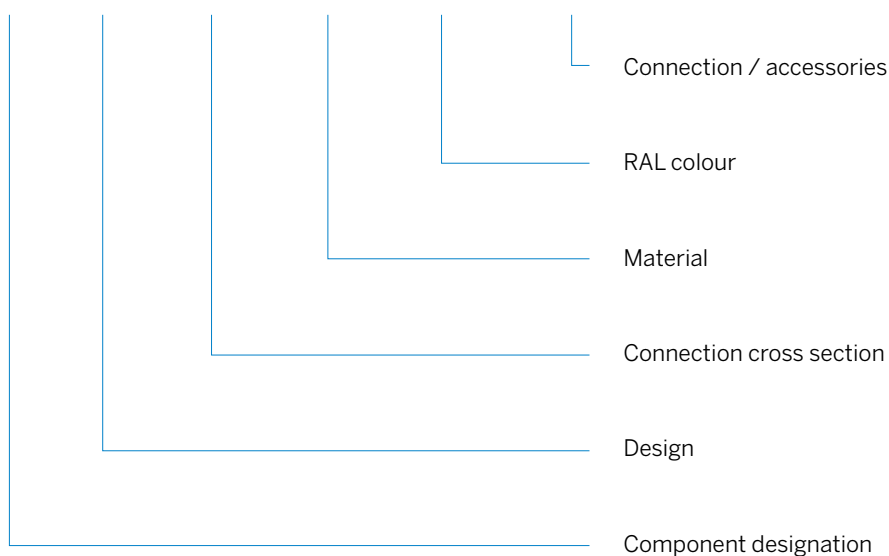 Connection / accessories
RAL colour
Material
Connection cross section
Design
Component designation